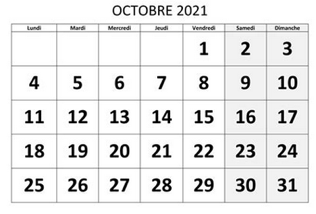 OCTOBRE 2021
Lundi Mardi Mercredi Jeudi Vendredi Samedi Dimanche
1 2 3
4 5 6 7 8 9 10
11 12 13 14 15 16 17
18 19 20 21 22 23 24
25 26 27 28 29 30 31